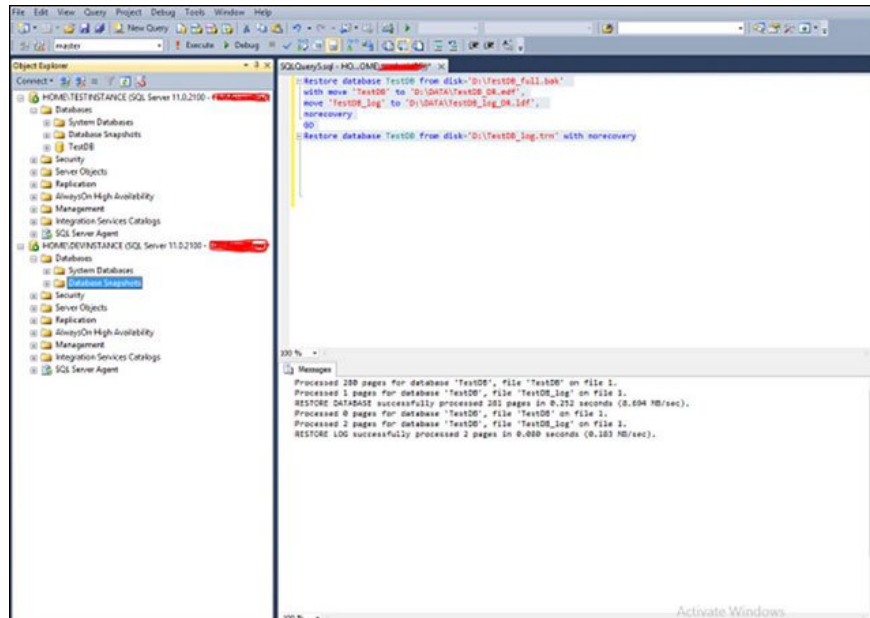 File Edit View Query Project Debug Tools Window Help
New Query
master
Execute Debug
Object Explorer
SQLQuery5.sql - HO...OME\
Connect
HOME\TESTINSTANCE (SQL Server 11.0.2100 -
Databases
System Databases
Database Snapshots
TestDB
Security
Server Objects
Replication
AlwaysOn High Availability
Management
Integration Services Catalogs
SQL Server Agent
HOME\DEVINSTANCE (SQL Server 11.0.2100 -
Databases
System Databases
Database Snapshots
Security
Server Objects
Replication
AlwaysOn High Availability
Management
Integration Services Catalogs
SQL Server Agent
Restore database TestDB from disk='D:\TestDB_full.bak'
with move 'TestDB' to 'D:\DATA\TestDB_DR.mdf',
move 'TestDB_log' to 'D:\DATA\TestDB_log_DR.ldf',
norecovery
GO
Restore database TestDB from disk='D:\TestDB_log.trn' with norecovery
100 %
Messages
Processed 280 pages for database 'TestDB', file 'TestDB' on file 1.
Processed 1 pages for database 'TestDB', file 'TestDB_log' on file 1.
RESTORE DATABASE successfully processed 281 pages in 0.252 seconds (8.694 MB/sec).
Processed 0 pages for database 'TestDB', file 'TestDB' on file 1.
Processed 2 pages for database 'TestDB', file 'TestDB_log' on file 1.
RESTORE LOG successfully processed 2 pages in 0.080 seconds (0.183 MB/sec).
100 %
Activate Windows